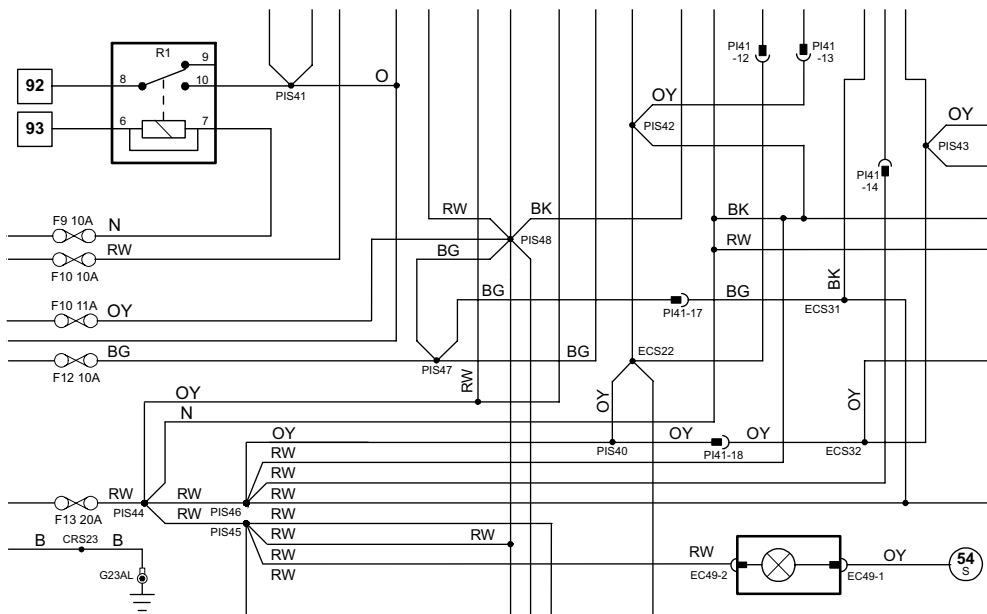 R1
9
92
8
10
O
PIS41
PI41
-12
PI41
-13
OY
PIS42
OY
PIS43
93
6
7
PI41
-14
F9 10A
N
RW
BK
BK
PIS48
RW
F10 10A
RW
BG
BG
BG
BK
PI41-17
ECS31
F10 11A
OY
F12 10A
BG
PIS47
BG
ECS22
RW
OY
OY
OY
N
OY
PIS40
OY
PI41-18
OY
ECS32
RW
RW
RW
RW
RW
F13 20A
PIS44
PIS46
RW
RW
PIS45
RW
RW
B
CRS23
B
RW
RW
G23AL
RW
EC49-2
EC49-1
OY
54
S